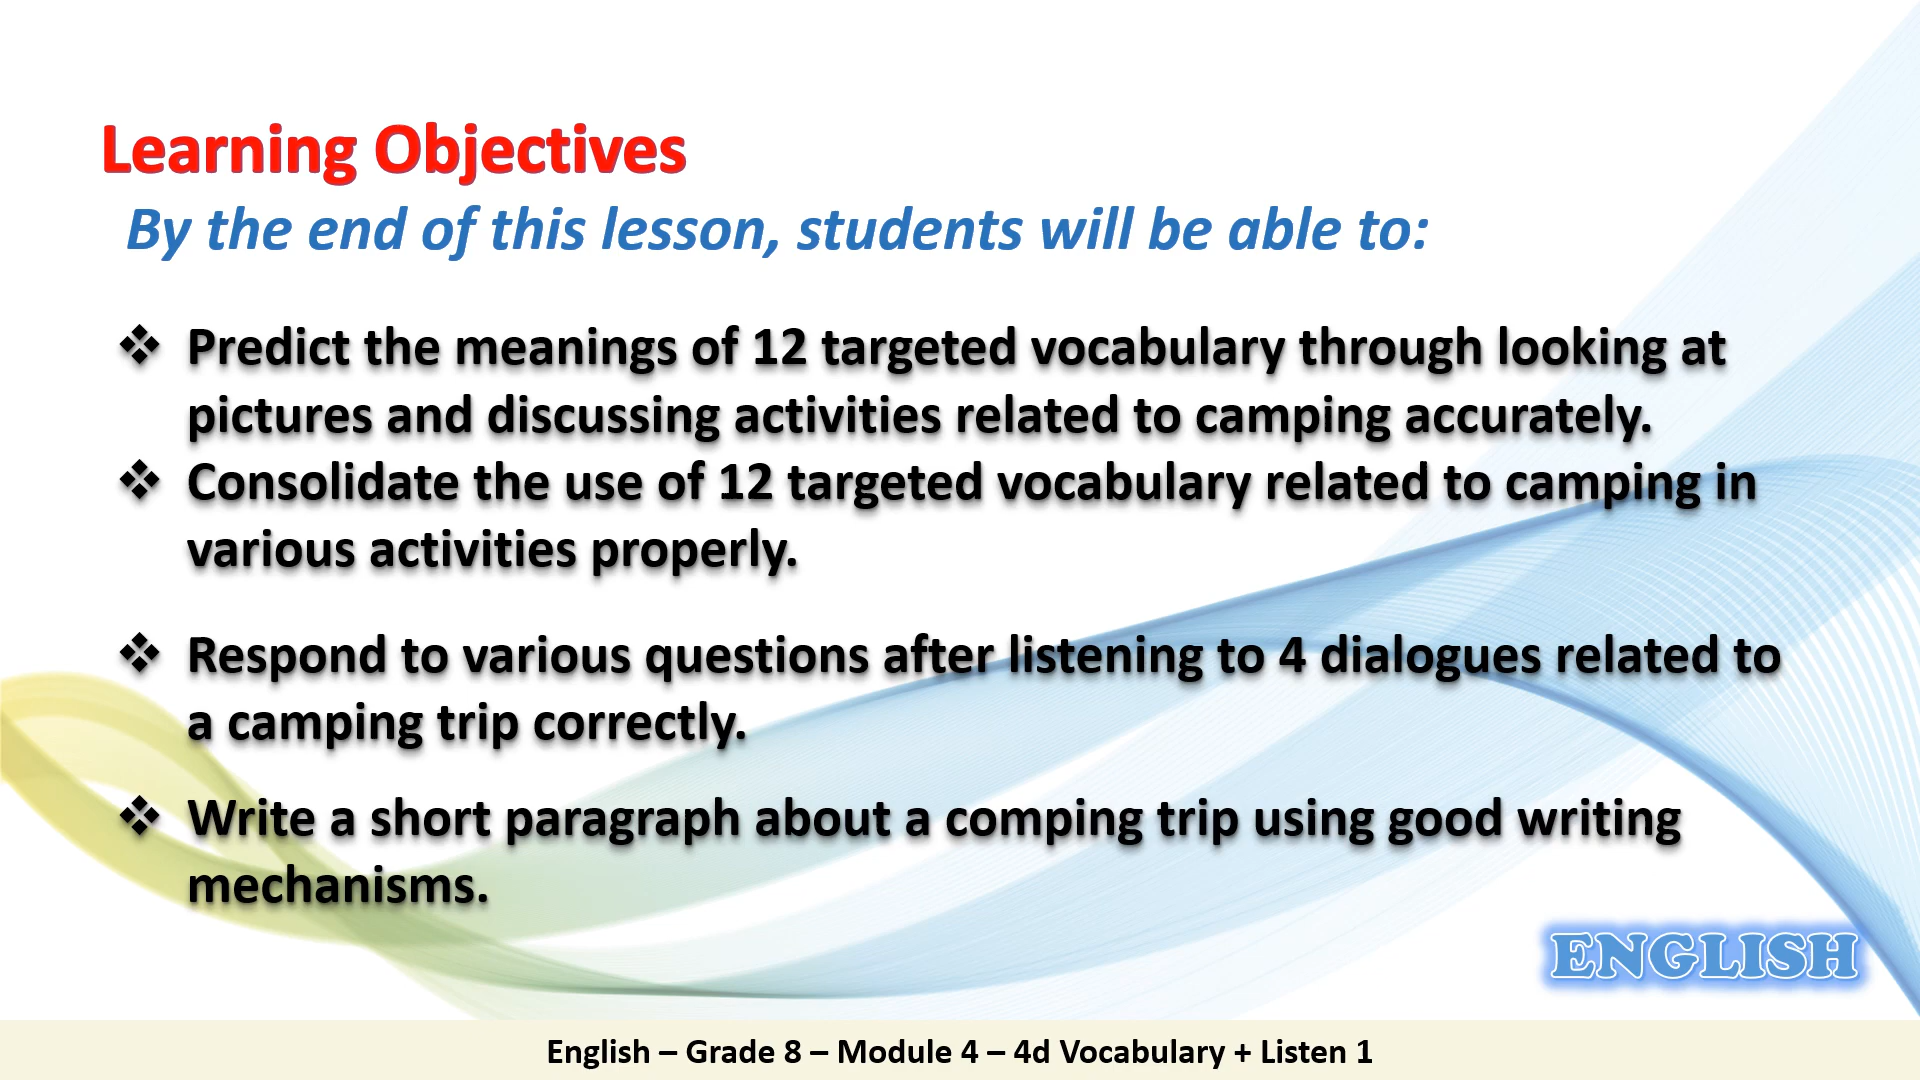 Learning Objectives
By the end of this lesson, students will be able to:
❖ Predict the meanings of 12 targeted vocabulary through looking at
pictures and discussing activities related to camping accurately.
❖ Consolidate the use of 12 targeted vocabulary related to camping in
various activities properly.
❖ Respond to various questions after listening to 4 dialogues related to
a camping trip correctly.
❖ Write a short paragraph about a comping trip using good writing
mechanisms.
ENGLISH
English – Grade 8 – Module 4 – 4d Vocabulary + Listen 1